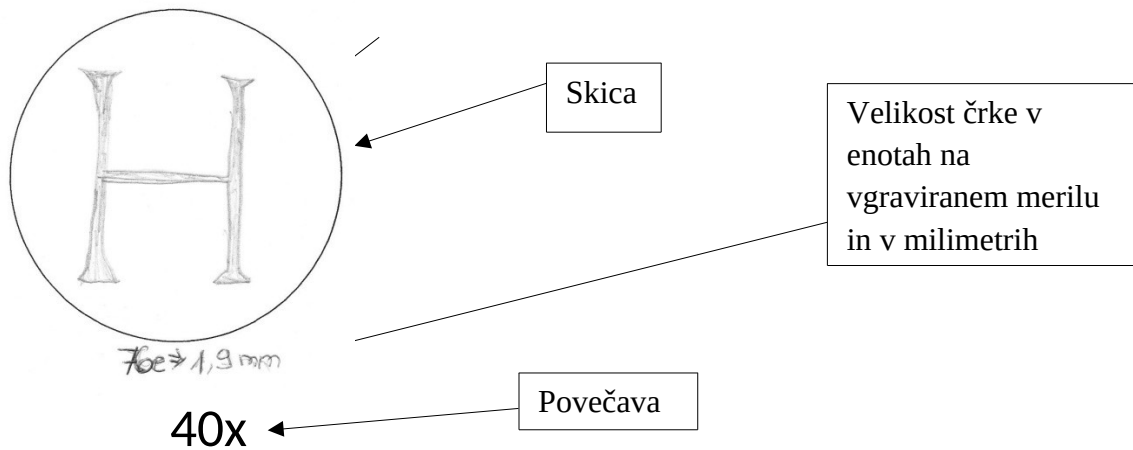 Skica
Velikost črke v
enotah na
vgraviranem merilu
in v milimetrih
76e⇒1,9 mm
Povečava
40x